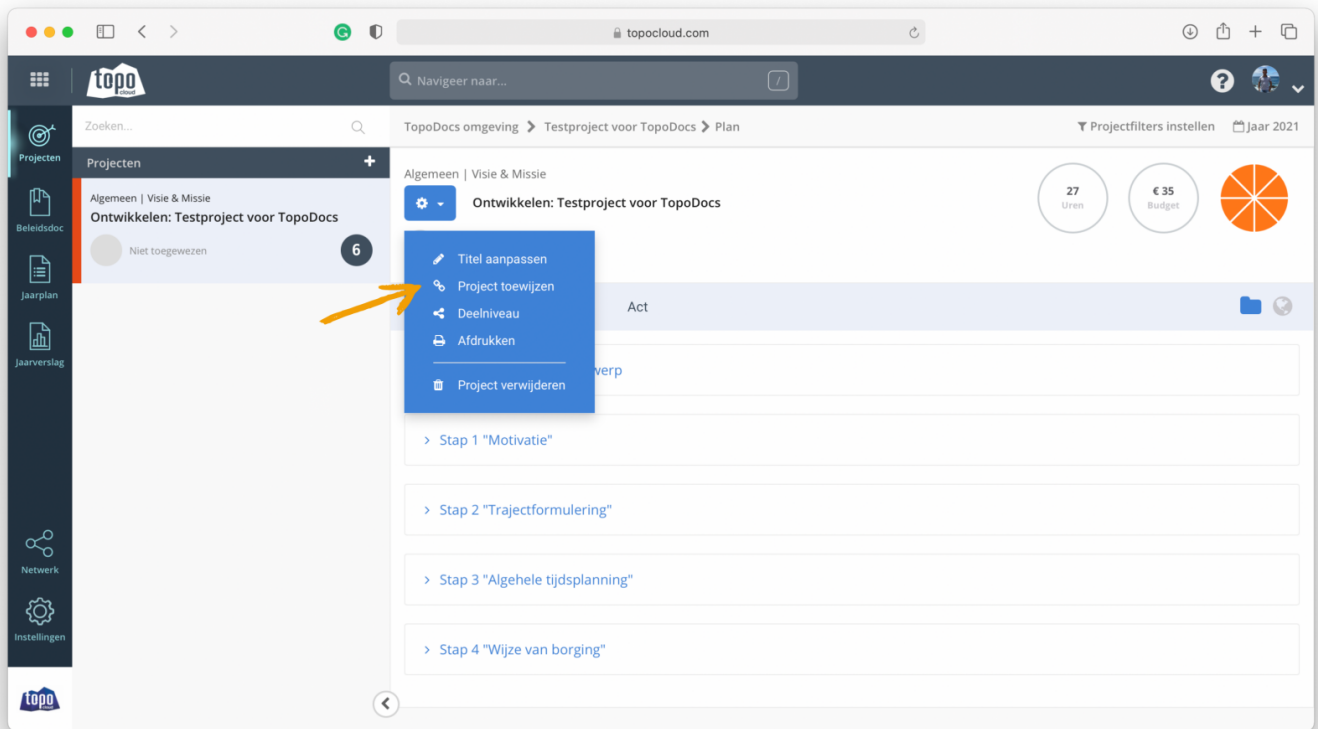 topocloud.com
topo
cloud
Navigeer naar...
/
?
Projecten
Beleidsdoc
Jaarplan
Jaarverslag
Netwerk
Instellingen
topo
cloud
Zoeken...
Projecten
Algemeen | Visie & Missie
Ontwikkelen: Testproject voor TopoDocs
Niet toegewezen
6
TopoDocs omgeving > Testproject voor TopoDocs > Plan
Projectfilters instellen
Jaar 2021
Algemeen | Visie & Missie
Ontwikkelen: Testproject voor TopoDocs
27
Uren
€ 35
Budget
Titel aanpassen
Project toewijzen
Deelniveau
Afdrukken
Project verwijderen
Act
werp
Stap 1 "Motivatie"
Stap 2 "Trajectformulering"
Stap 3 "Algehele tijdsplanning"
Stap 4 "Wijze van borging"